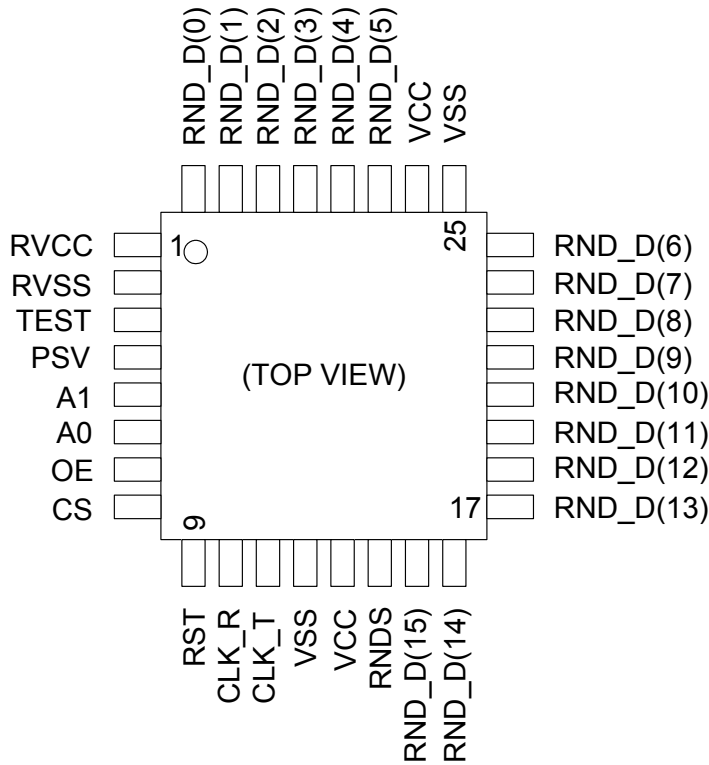 RND_D(0)
RND_D(1)
RND_D(2)
RND_D(3)
RND_D(4)
RND_D(5)
VCC
VSS
RVCC
RVSS
TEST
PSV
A1
A0
OE
CS
1
25
(TOP VIEW)
9
17
RND_D(6)
RND_D(7)
RND_D(8)
RND_D(9)
RND_D(10)
RND_D(11)
RND_D(12)
RND_D(13)
RST
CLK_R
CLK_T
VSS
VCC
RNDS
RND_D(15)
RND_D(14)